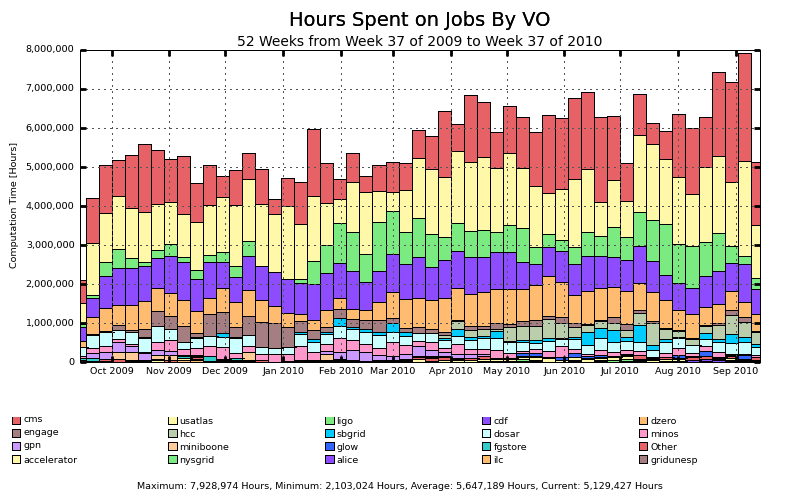 Hours Spent on Jobs By VO
52 Weeks from Week 37 of 2009 to Week 37 of 2010
8,000,000
7,000,000
6,000,000
5,000,000
4,000,000
3,000,000
2,000,000
1,000,000
0
Computation Time [Hours]
Oct 2009 Nov 2009 Dec 2009 Jan 2010 Feb 2010 Mar 2010 Apr 2010 May 2010 Jun 2010 Jul 2010 Aug 2010 Sep 2010
cms usatlas ligo cdf dzero
engage hcc sbgrid dosar minos
gpn miniboone glow fgstore Other
accelerator nysgrid alice ilc gridunesp
Maximum: 7,928,974 Hours, Minimum: 2,103,024 Hours, Average: 5,647,189 Hours, Current: 5,129,427 Hours